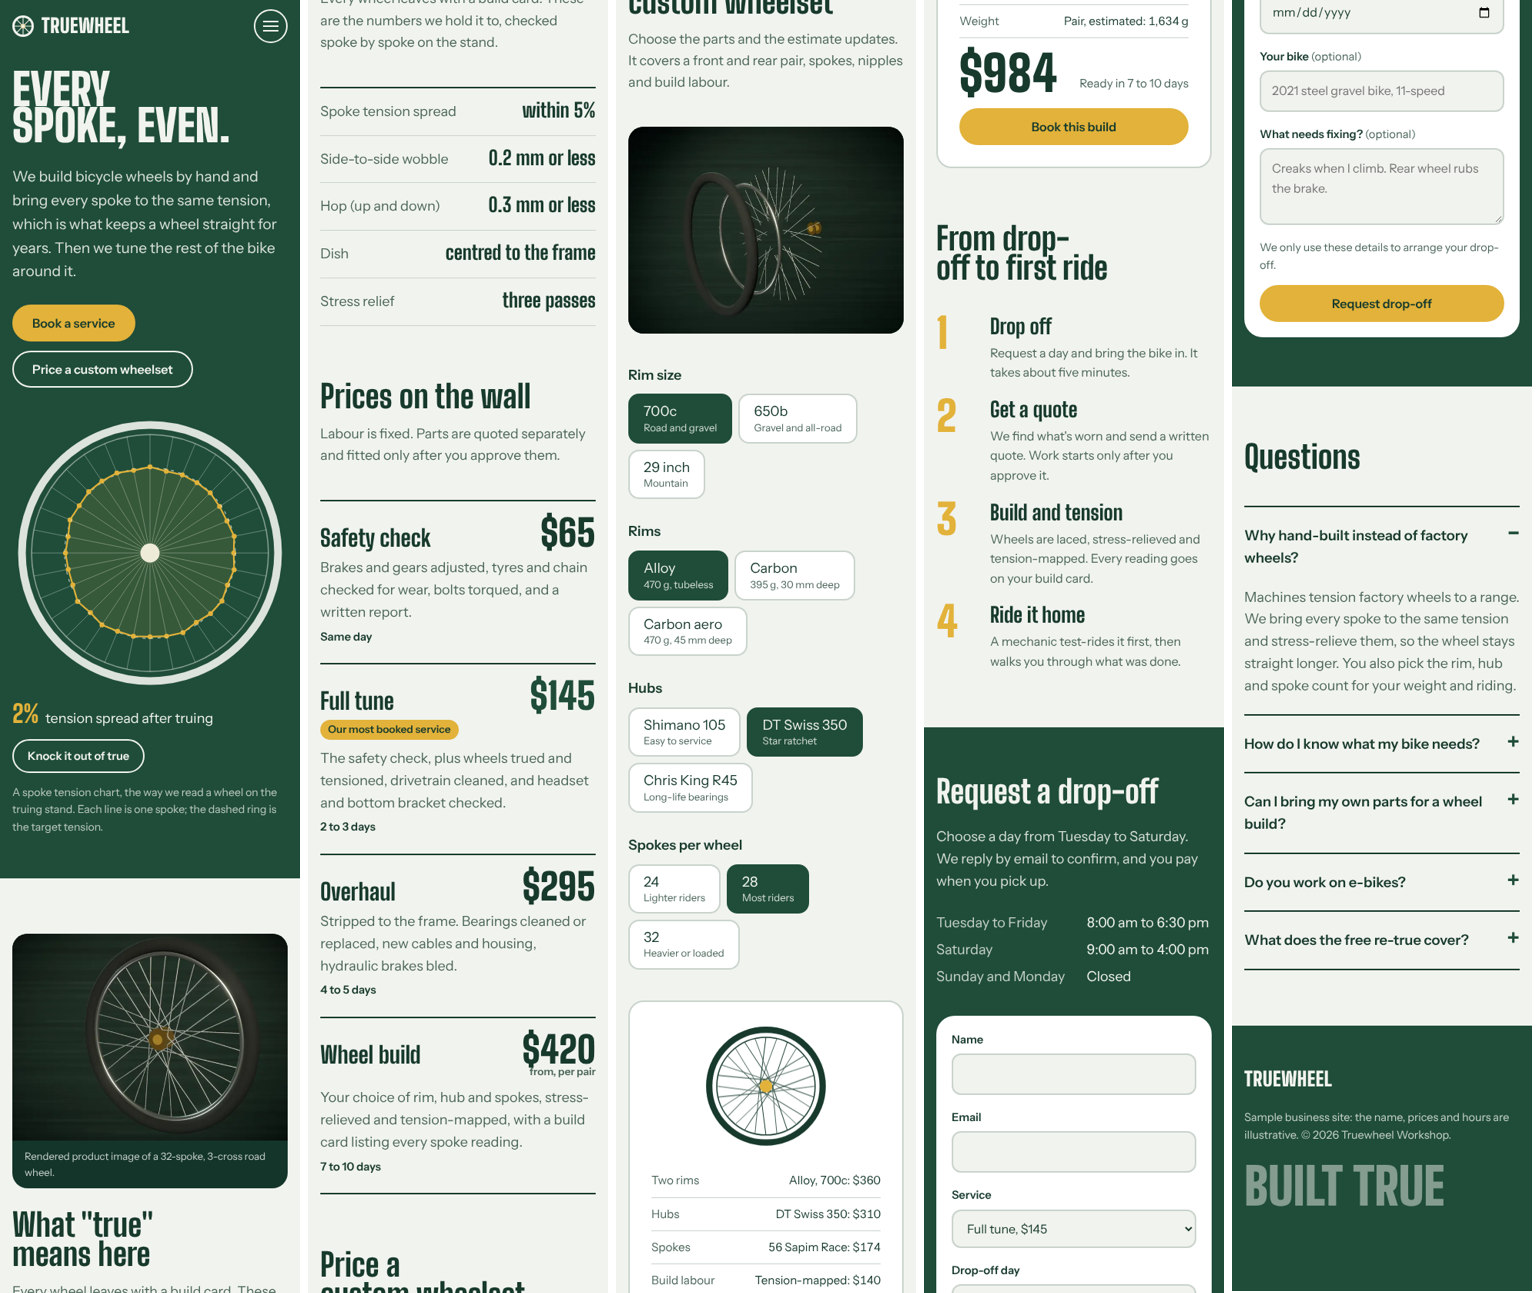 TRUEWHEEL
EVERY
SPOKE, EVEN.
We build bicycle wheels by hand and
bring every spoke to the same tension,
which is what keeps a wheel straight for
years. Then we tune the rest of the bike
around it.
Book a service
Price a custom wheelset
2% tension spread after truing
Knock it out of true
A spoke tension chart, the way we read a wheel on the
truing stand. Each line is one spoke; the dashed ring is
the target tension.
Rendered product image of a 32-spoke, 3-cross road
wheel.
What "true"
means here
Every wheel leaves with a build card. These
are the numbers we hold it to, checked
spoke by spoke on the stand.
Spoke tension spread within 5%
Side-to-side wobble 0.2 mm or less
Hop (up and down) 0.3 mm or less
Dish centred to the frame
Stress relief three passes
Prices on the wall
Labour is fixed. Parts are quoted separately
and fitted only after you approve them.
Safety check $65
Brakes and gears adjusted, tyres and chain
checked for wear, bolts torqued, and a
written report.
Same day
Full tune $145
Our most booked service
The safety check, plus wheels trued and
tensioned, drivetrain cleaned, and headset
and bottom bracket checked.
2 to 3 days
Overhaul $295
Stripped to the frame. Bearings cleaned or
replaced, new cables and housing,
hydraulic brakes bled.
4 to 5 days
Wheel build $420
from, per pair
Your choice of rim, hub and spokes, stress-
relieved and tension-mapped, with a build
card listing every spoke reading.
7 to 10 days
Price a
custom wheelset
Choose the parts and the estimate updates.
It covers a front and rear pair, spokes, nipples
and build labour.
Rim size
700c
Road and gravel
650b
Gravel and all-road
29 inch
Mountain
Rims
Alloy
470 g, tubeless
Carbon
395 g, 30 mm deep
Carbon aero
470 g, 45 mm deep
Hubs
Shimano 105
Easy to service
DT Swiss 350
Star ratchet
Chris King R45
Long-life bearings
Spokes per wheel
24
Lighter riders
28
Most riders
32
Heavier or loaded
Two rims Alloy, 700c: $360
Hubs DT Swiss 350: $310
Spokes 56 Sapim Race: $174
Build labour Tension-mapped: $140
Weight Pair, estimated: 1,634 g
$984 Ready in 7 to 10 days
Book this build
From drop-
off to first ride
1 Drop off
Request a day and bring the bike in. It
takes about five minutes.
2 Get a quote
We find what's worn and send a written
quote. Work starts only after you
approve it.
3 Build and tension
Wheels are laced, stress-relieved and
tension-mapped. Every reading goes
on your build card.
4 Ride it home
A mechanic test-rides it first, then
walks you through what was done.
Request a drop-off
Choose a day from Tuesday to Saturday.
We reply by email to confirm, and you pay
when you pick up.
Tuesday to Friday 8:00 am to 6:30 pm
Saturday 9:00 am to 4:00 pm
Sunday and Monday Closed
Name
Email
Service
Full tune, $145
Drop-off day
mm/dd/yyyy
Your bike (optional)
2021 steel gravel bike, 11-speed
What needs fixing? (optional)
Creaks when I climb. Rear wheel rubs
the brake.
We only use these details to arrange your drop-
off.
Request drop-off
Questions
Why hand-built instead of factory
wheels?
Machines tension factory wheels to a range.
We bring every spoke to the same tension
and stress-relieve them, so the wheel stays
straight longer. You also pick the rim, hub
and spoke count for your weight and riding.
How do I know what my bike needs?
Can I bring my own parts for a wheel
build?
Do you work on e-bikes?
What does the free re-true cover?
TRUEWHEEL
Sample business site: the name, prices and hours are
illustrative. © 2026 Truewheel Workshop.
BUILT TRUE